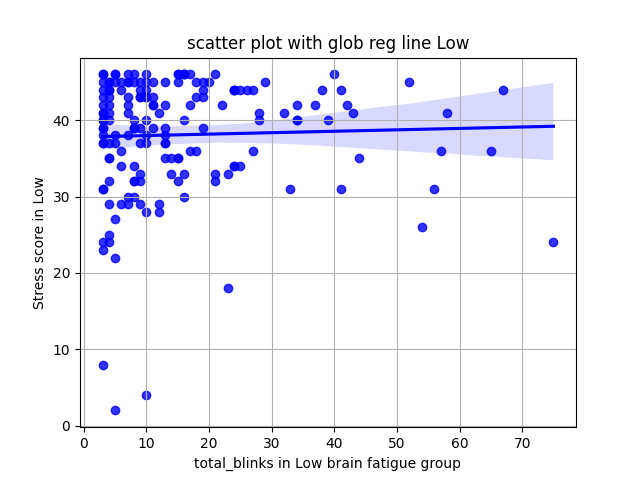 scatter plot with glob reg line Low
Stress score in Low
40
30
20
10
0
0 10 20 30 40 50 60 70
total_blinks in Low brain fatigue group